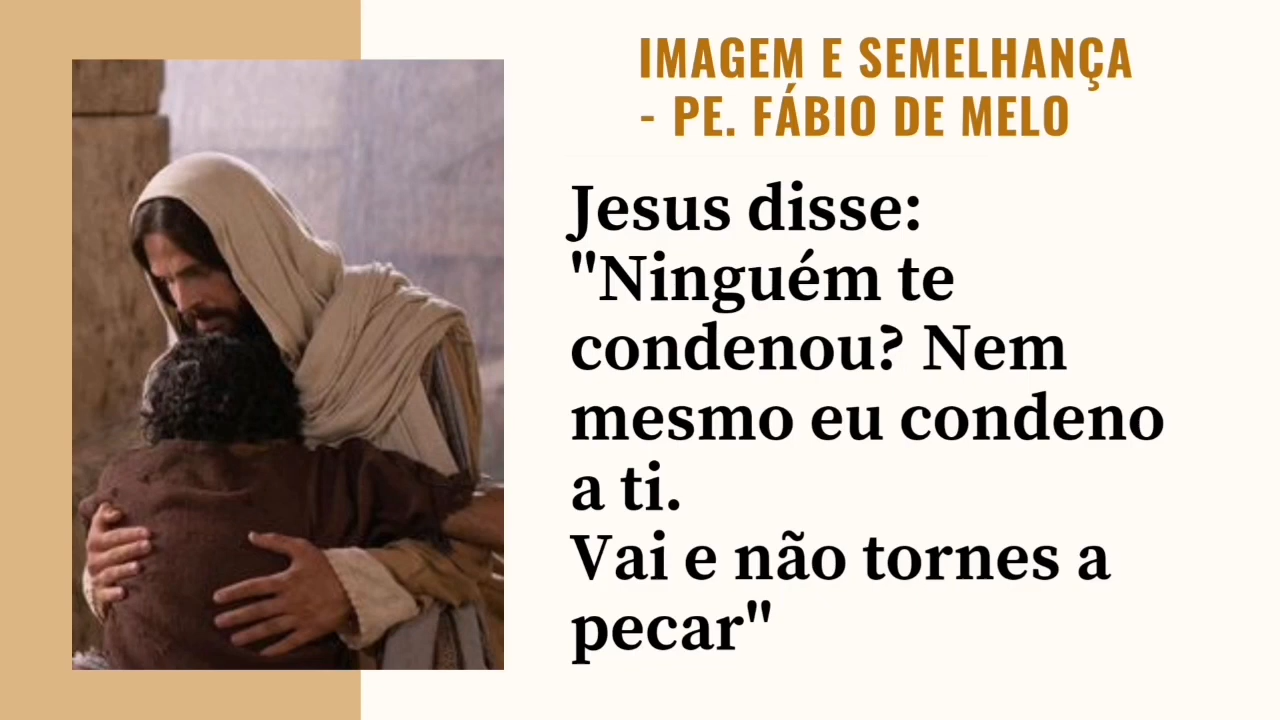 IMAGEM E SEMELHANÇA
- PE. FÁBIO DE MELO
Jesus disse:
"Ninguém te
condenou? Nem
mesmo eu condeno
a ti.
Vai e não tornes a
pecar"